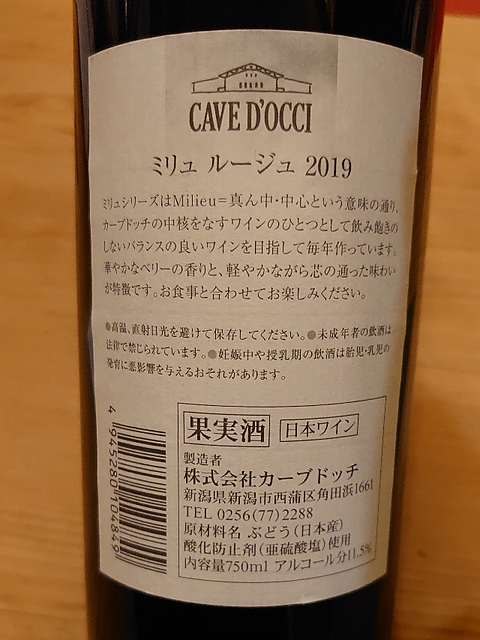 CAVE D'OCCI
ミリュ ルージュ 2019
ミリュシリーズはMilieu=真ん中・中心という意味の通り、
カーブドッチの中核をなすワインのひとつとして飲み飽きの
しないバランスの良いワインを目指して毎年作っています。
華やかなベリーの香りと、軽やかながら芯の通った味わい
が特徴です。お食事と合わせてお楽しみください。
●高温、直射日光を避けて保存してください。●未成年者の飲酒は
法律で禁じられています。●妊娠中や授乳期の飲酒は胎児・乳児の
発育に悪影響を与えるおそれがあります。
4945280104849
果実酒 日本ワイン
製造者
株式会社カーブドッチ
新潟県新潟市西蒲区角田浜1661
TEL 0256(77)2288
原材料名 ぶどう(日本産)
酸化防止剤(亜硫酸塩)使用
内容量750ml アルコール分11.5%